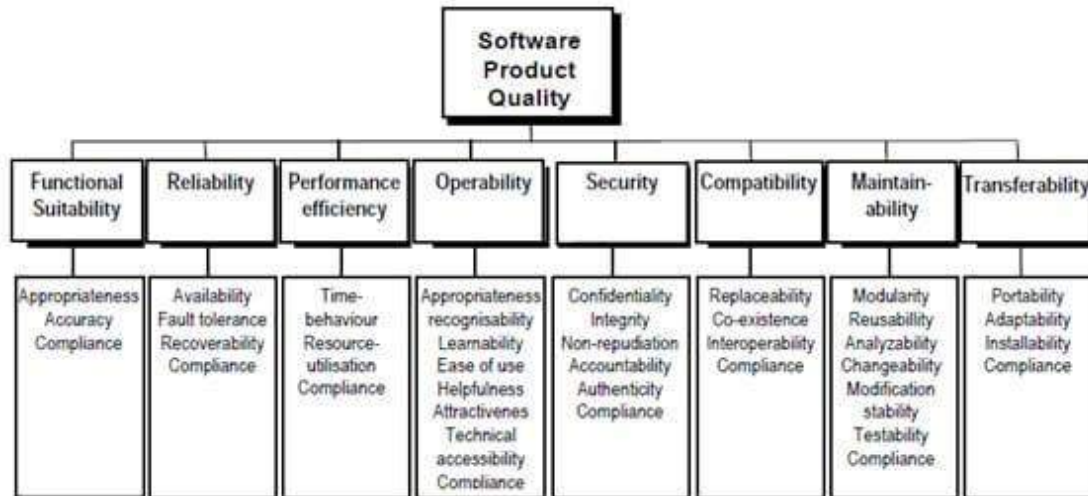 Software
Product
Quality
Functional
Suitability
Reliability
Performance
efficiency
Operability
Security
Compatibility
Maintain-
ability
Transferability
Appropriateness
Accuracy
Compliance
Availability
Fault tolerance
Recoverability
Compliance
Time-
behaviour
Resource-
utilisation
Compliance
Appropriateness
recognisability
Learnability
Ease of use
Helpfulness
Attractivenes
Technical
accessibility
Compliance
Confidentiality
Integrity
Non-repudiation
Accountability
Authenticity
Compliance
Replaceability
Co-existence
Interoperability
Compliance
Modularity
Reusabillity
Analyzability
Changeability
Modification
stability
Testability
Compliance
Portability
Adaptability
Installability
Compliance